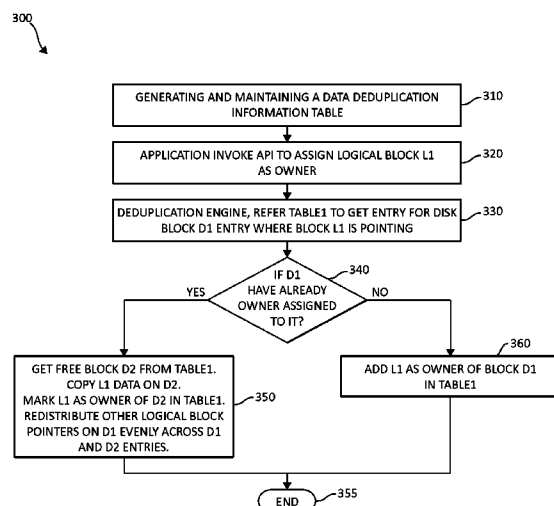 300
GENERATING AND MAINTAINING A DATA DEDUPLICATION
INFORMATION TABLE
310
APPLICATION INVOKE API TO ASSIGN LOGICAL BLOCK L1
AS OWNER
320
DEDUPLICATION ENGINE, REFER TABLE1 TO GET ENTRY FOR DISK
BLOCK D1 ENTRY WHERE BLOCK L1 IS POINTING
330
IF D1
HAVE ALREADY
OWNER ASSIGNED
TO IT?
340
YES
NO
GET FREE BLOCK D2 FROM TABLE1.
COPY L1 DATA ON D2.
MARK L1 AS OWNER OF D2 IN TABLE1.
REDISTRIBUTE OTHER LOGICAL BLOCK
POINTERS ON D1 EVENLY ACROSS D1
AND D2 ENTRIES.
350
ADD L1 AS OWNER OF BLOCK D1
IN TABLE1
360
END
355